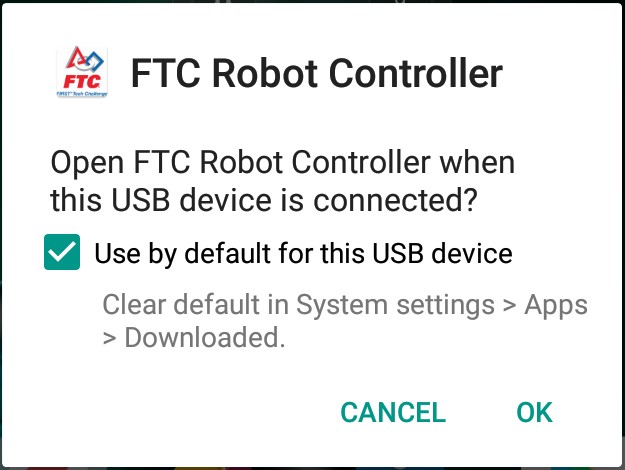 FTC Robot Controller
FTC
FIRST Tech Challenge
Open FTC Robot Controller when
this USB device is connected?
Use by default for this USB device
Clear default in System settings > Apps
> Downloaded.
CANCEL OK